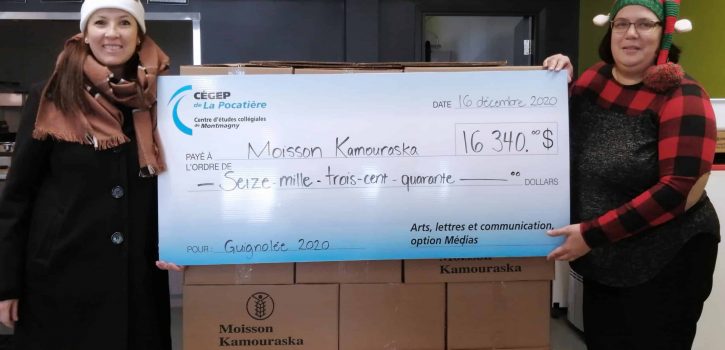 CÉGEP
de La Pocatière
Centre d'études collégiales
de Montmagny
DATE 16 décembre 2020
PAYÉ À
L'ORDRE DE
Moisson Kamouraska
16 340.00 $
— Seize-mille-trois-cent-quarante — 00 DOLLARS
Arts, lettres et communication,
option Médias
POUR : Guignolée 2020
Moisson
Kamouraska
Moisson
Kamouraska